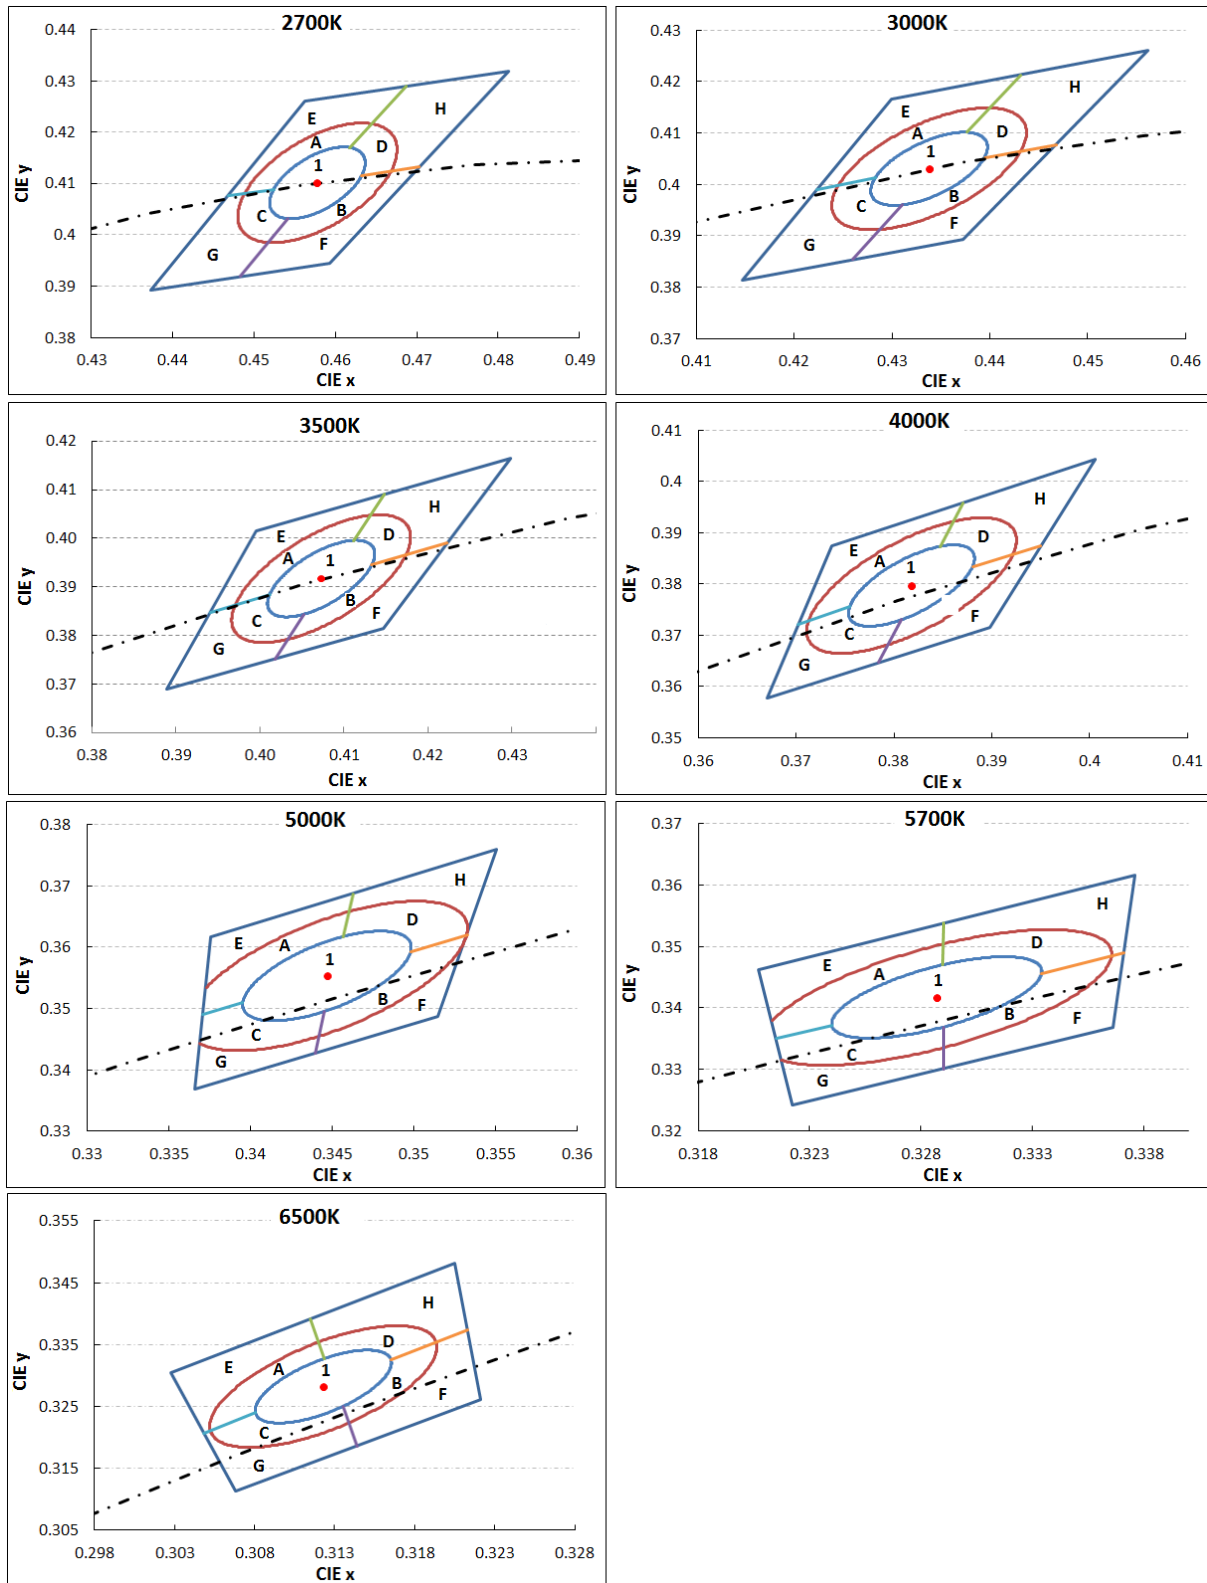 2700K
CIE y
0.44
0.43
0.42
0.41
0.4
0.39
0.38
E
H
A
D
1
C
B
G
F
0.43 0.44 0.45 0.46 0.47 0.48 0.49
CIE x
3000K
CIE y
0.43
0.42
0.41
0.4
0.39
0.38
0.37
H
E
A
D
1
C
B
F
G
0.41 0.42 0.43 0.44 0.45 0.46
CIE x
3500K
CIE y
0.42
0.41
0.40
0.39
0.38
0.37
0.36
H
E
D
A
1
B
C
F
G
0.38 0.39 0.40 0.41 0.42 0.43
CIE x
4000K
CIE y
0.41
0.4
0.39
0.38
0.37
0.36
0.35
H
E
D
A
1
F
C
G
0.36 0.37 0.38 0.39 0.4 0.41
CIE x
5000K
CIE y
0.38
0.37
0.36
0.35
0.34
0.33
H
E
A
D
1
B
F
C
G
0.33 0.335 0.34 0.345 0.35 0.355 0.36
CIE x
5700K
CIE y
0.37
0.36
0.35
0.34
0.33
0.32
H
E
D
A
1
B
F
C
G
0.318 0.323 0.328 0.333 0.338
CIE x
6500K
CIE y
0.355
0.345
0.335
0.325
0.315
0.305
H
E
A
D
1
B
F
C
G
0.298 0.303 0.308 0.313 0.318 0.323 0.328
CIE x